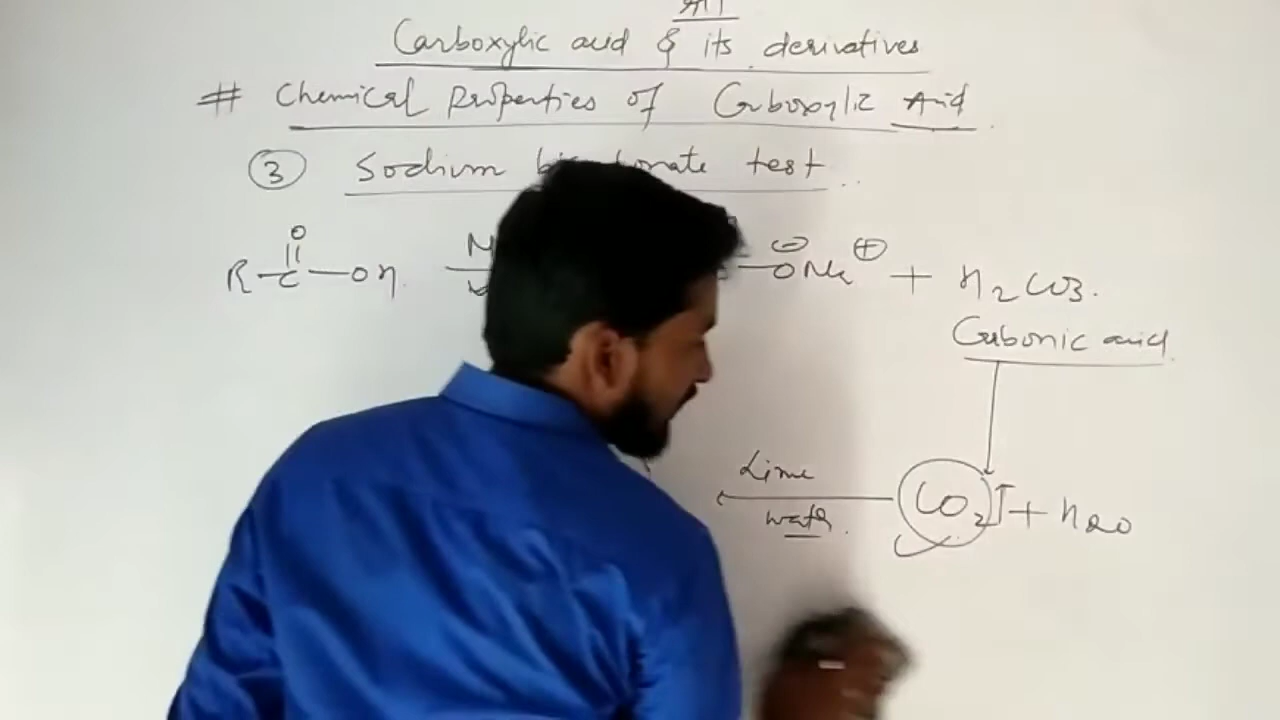 Carboxylic acid & its derivatives
# Chemical properties of Carboxylic Acid
③ Sodium bicarbonate test
O ⊖ ⊕
R-C-OH N ONa + H2CO3.
Carbonic acid
Lime
water.
CO2↑ + H2O